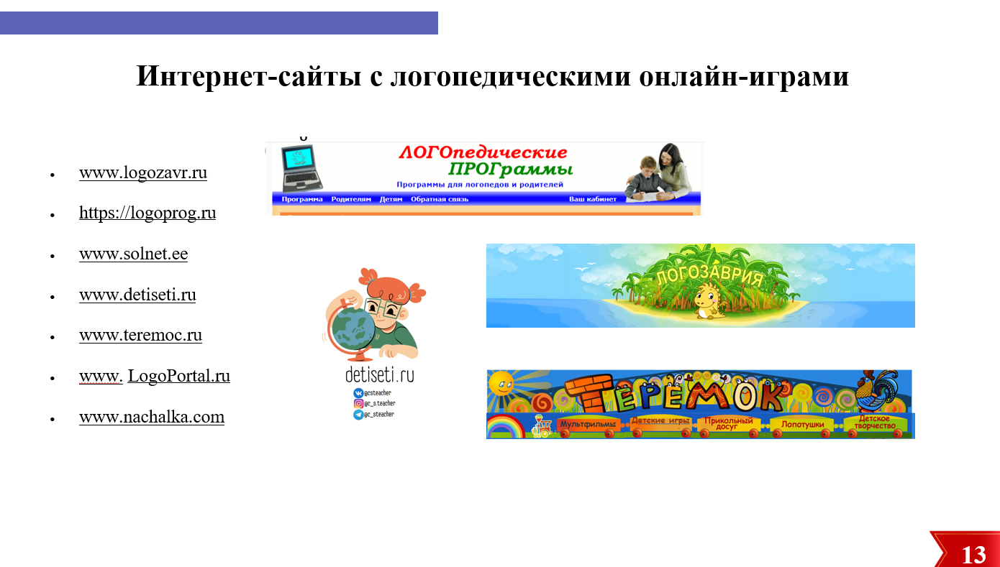 Интернет-сайты с логопедическими онлайн-играми
www.logozavr.ru
https://logoprog.ru
www.solnet.ee
www.detiseti.ru
www.teremoc.ru
www. LogoPortal.ru
www.nachalka.com
ЛОГОпедические
ПРОГраммы
Программы для логопедов и родителей
Программа Родителям Детям Обратная связь Ваш кабинет
ЛОГОЗАВРИЯ
detiseti.ru
@csteacher
@c_s.teacher
@c_steacher
ТЕРЕМОК
Мультфильмы
Детские игры
Прикольный
досуг
Лопотушки
Детское
творчество
13